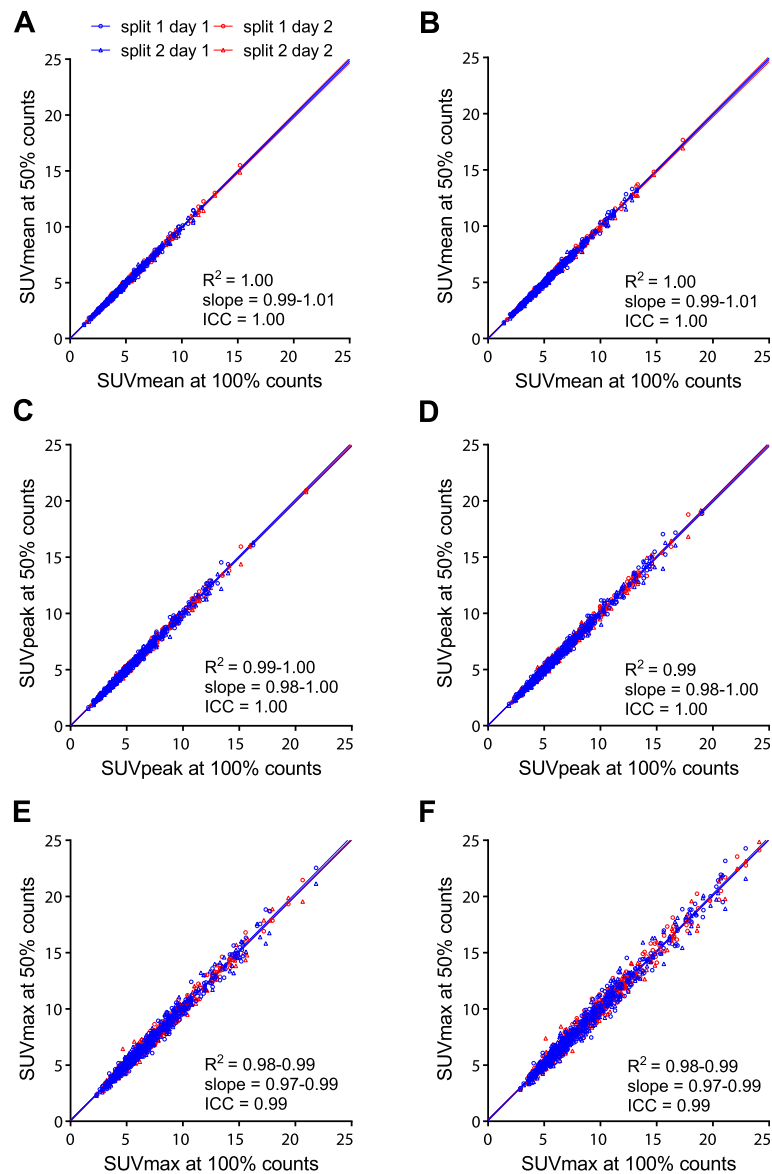 A
split 1 day 1
split 1 day 2
split 2 day 1
split 2 day 2
25
20
15
10
5
0
SUVmean at 50% counts
R² = 1.00
slope = 0.99-1.01
ICC = 1.00
0 5 10 15 20 25
SUVmean at 100% counts
B
25
20
15
10
5
0
SUVmean at 50% counts
R² = 1.00
slope = 0.99-1.01
ICC = 1.00
0 5 10 15 20 25
SUVmean at 100% counts
C
25
20
15
10
5
0
SUVpeak at 50% counts
R² = 0.99-1.00
slope = 0.98-1.00
ICC = 1.00
0 5 10 15 20 25
SUVpeak at 100% counts
D
25
20
15
10
5
0
SUVpeak at 50% counts
R² = 0.99
slope = 0.98-1.00
ICC = 1.00
0 5 10 15 20 25
SUVpeak at 100% counts
E
25
20
15
10
5
0
SUVmax at 50% counts
R² = 0.98-0.99
slope = 0.97-0.99
ICC = 0.99
0 5 10 15 20 25
SUVmax at 100% counts
F
25
20
15
10
5
0
SUVmax at 50% counts
R² = 0.98-0.99
slope = 0.97-0.99
ICC = 0.99
0 5 10 15 20 25
SUVmax at 100% counts